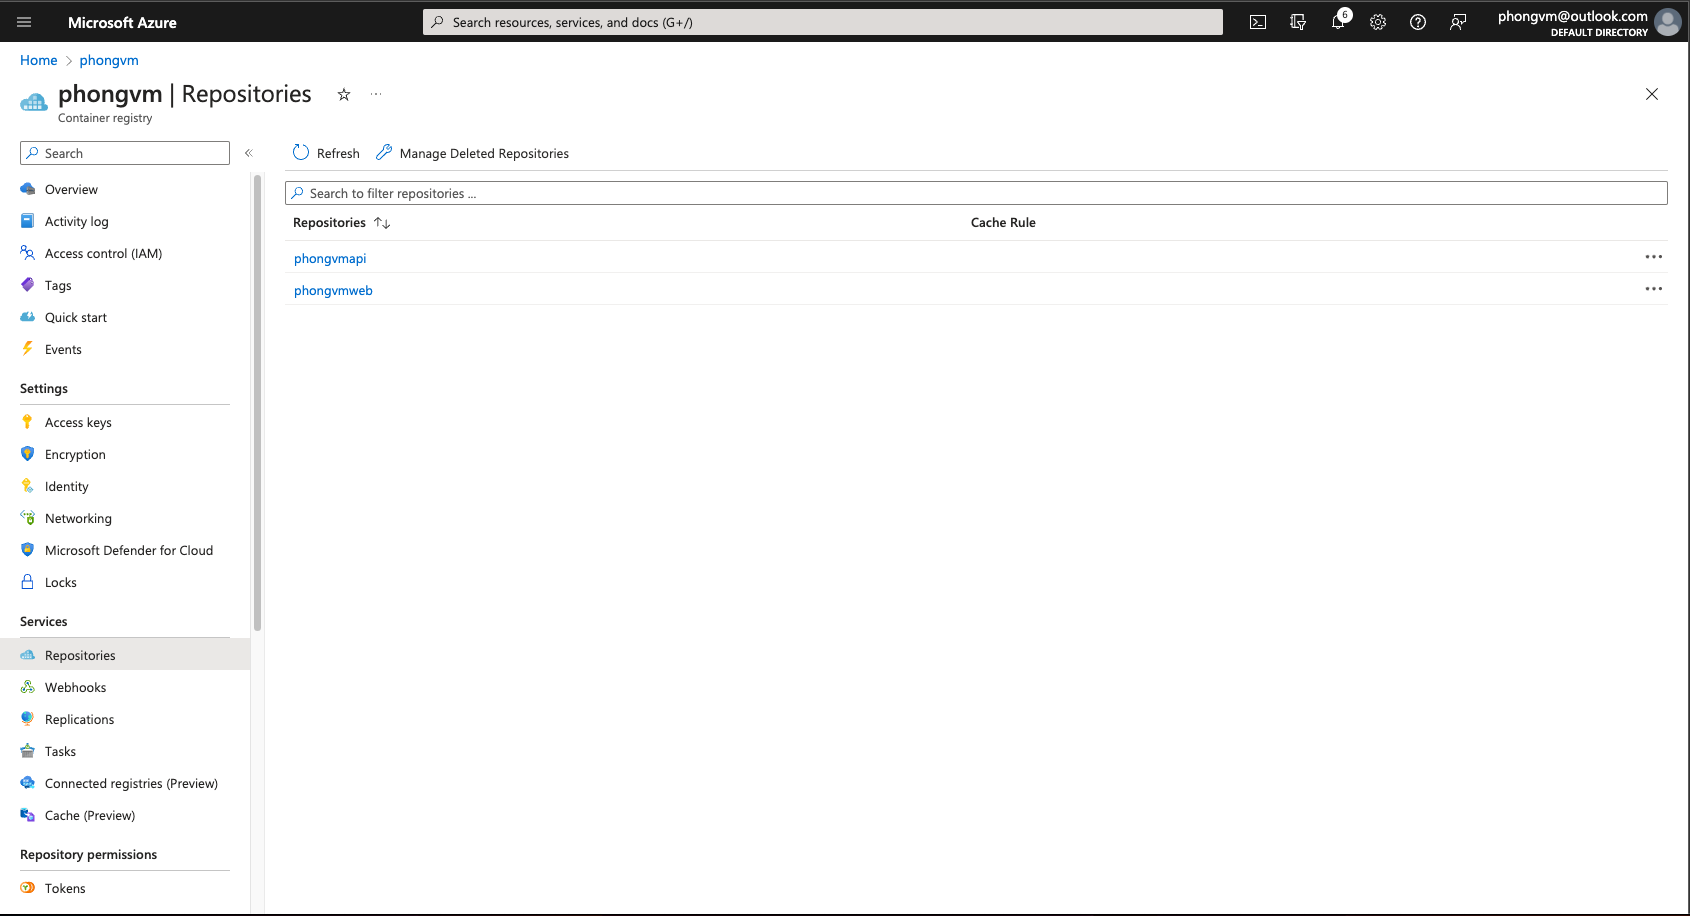 Microsoft Azure
Search resources, services, and docs (G+/)
6
phongvm@outlook.com
DEFAULT DIRECTORY
Home > phongvm
phongvm | Repositories
Container registry
Search
Refresh
Manage Deleted Repositories
Overview
Activity log
Access control (IAM)
Tags
Quick start
Events
Settings
Access keys
Encryption
Identity
Networking
Microsoft Defender for Cloud
Locks
Services
Repositories
Webhooks
Replications
Tasks
Connected registries (Preview)
Cache (Preview)
Repository permissions
Tokens
Search to filter repositories ...
Repositories Cache Rule
phongvmapi
phongvmweb